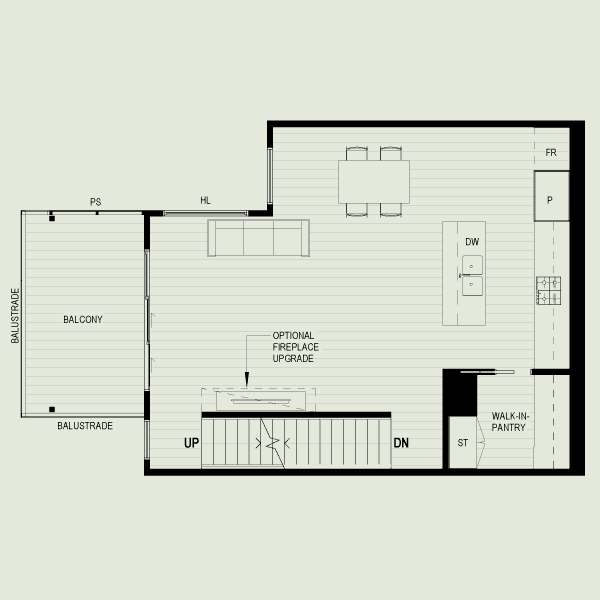 FR
PS
HL
P
DW
BALUSTRADE
BALCONY
OPTIONAL
FIREPLACE
UPGRADE
BALUSTRADE
WALK-IN-
PANTRY
UP
DN
ST